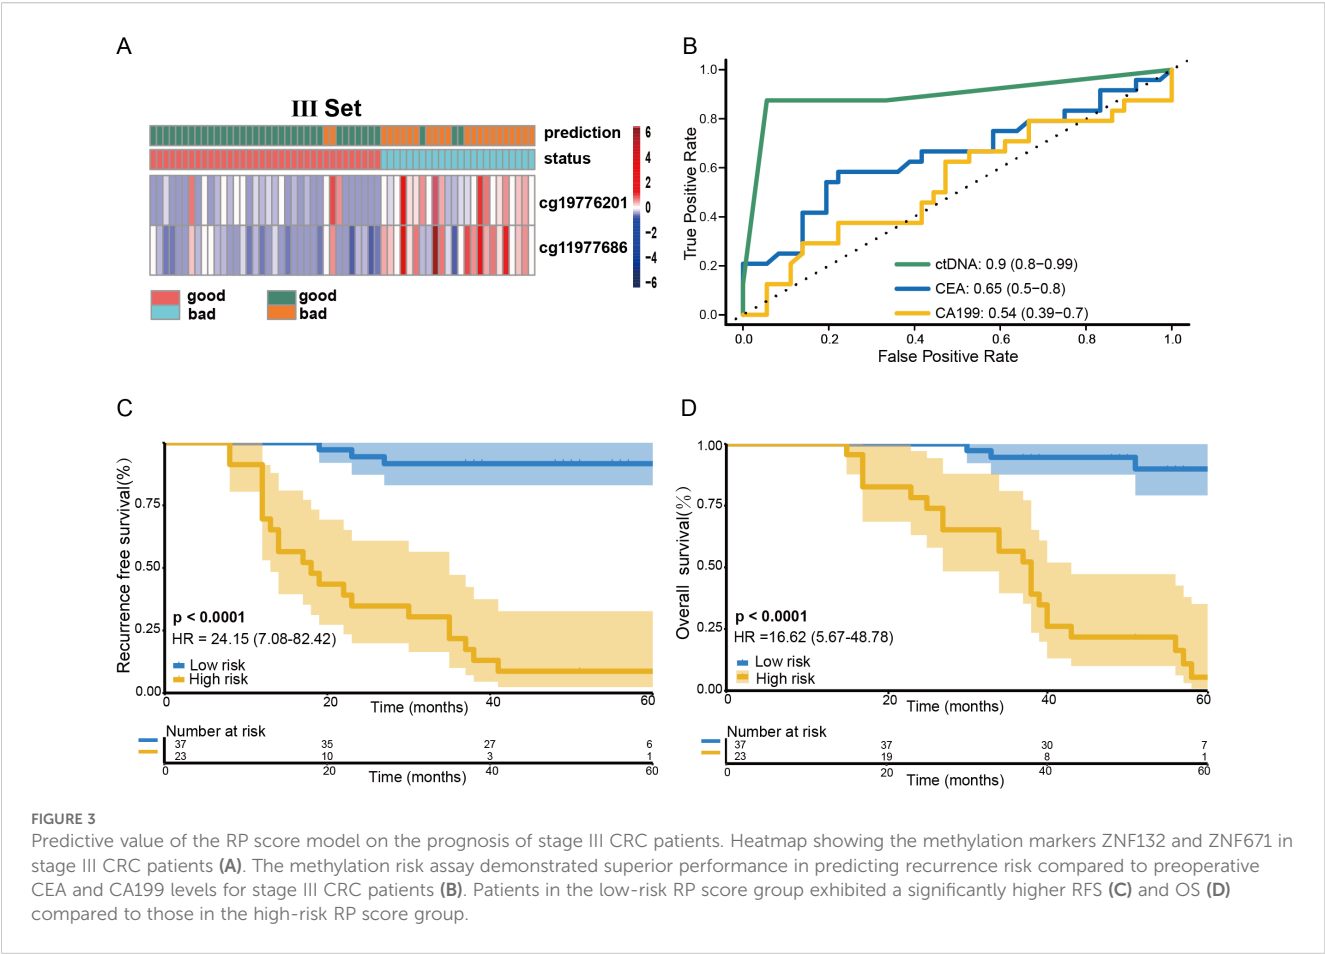 A
III Set
prediction
status
cg19776201
cg11977686
6
4
2
0
−2
−4
−6
good
bad
good
bad
B
True Positive Rate
1.0
0.8
0.6
0.4
0.2
0.0
0.0 0.2 0.4 0.6 0.8 1.0
False Positive Rate
ctDNA: 0.9 (0.8−0.99)
CEA: 0.65 (0.5−0.8)
CA199: 0.54 (0.39−0.7)
C
Recurrence free survival(%)
0.75
0.50
0.25
0.00
p < 0.0001
HR = 24.15 (7.08-82.42)
Low risk
High risk
0 20 40 60
Time (months)
Number at risk
37 35 27 6
23 10 3 1
0 20 40 60
Time (months)
D
Overall survival(%)
1.00
0.75
0.50
0.25
0.00
p < 0.0001
HR =16.62 (5.67-48.78)
Low risk
High risk
0 20 40 60
Time (months)
Number at risk
37 37 30 7
23 19 8 1
0 20 40 60
Time (months)
FIGURE 3
Predictive value of the RP score model on the prognosis of stage III CRC patients. Heatmap showing the methylation markers ZNF132 and ZNF671 in
stage III CRC patients (A). The methylation risk assay demonstrated superior performance in predicting recurrence risk compared to preoperative
CEA and CA199 levels for stage III CRC patients (B). Patients in the low-risk RP score group exhibited a significantly higher RFS (C) and OS (D)
compared to those in the high-risk RP score group.